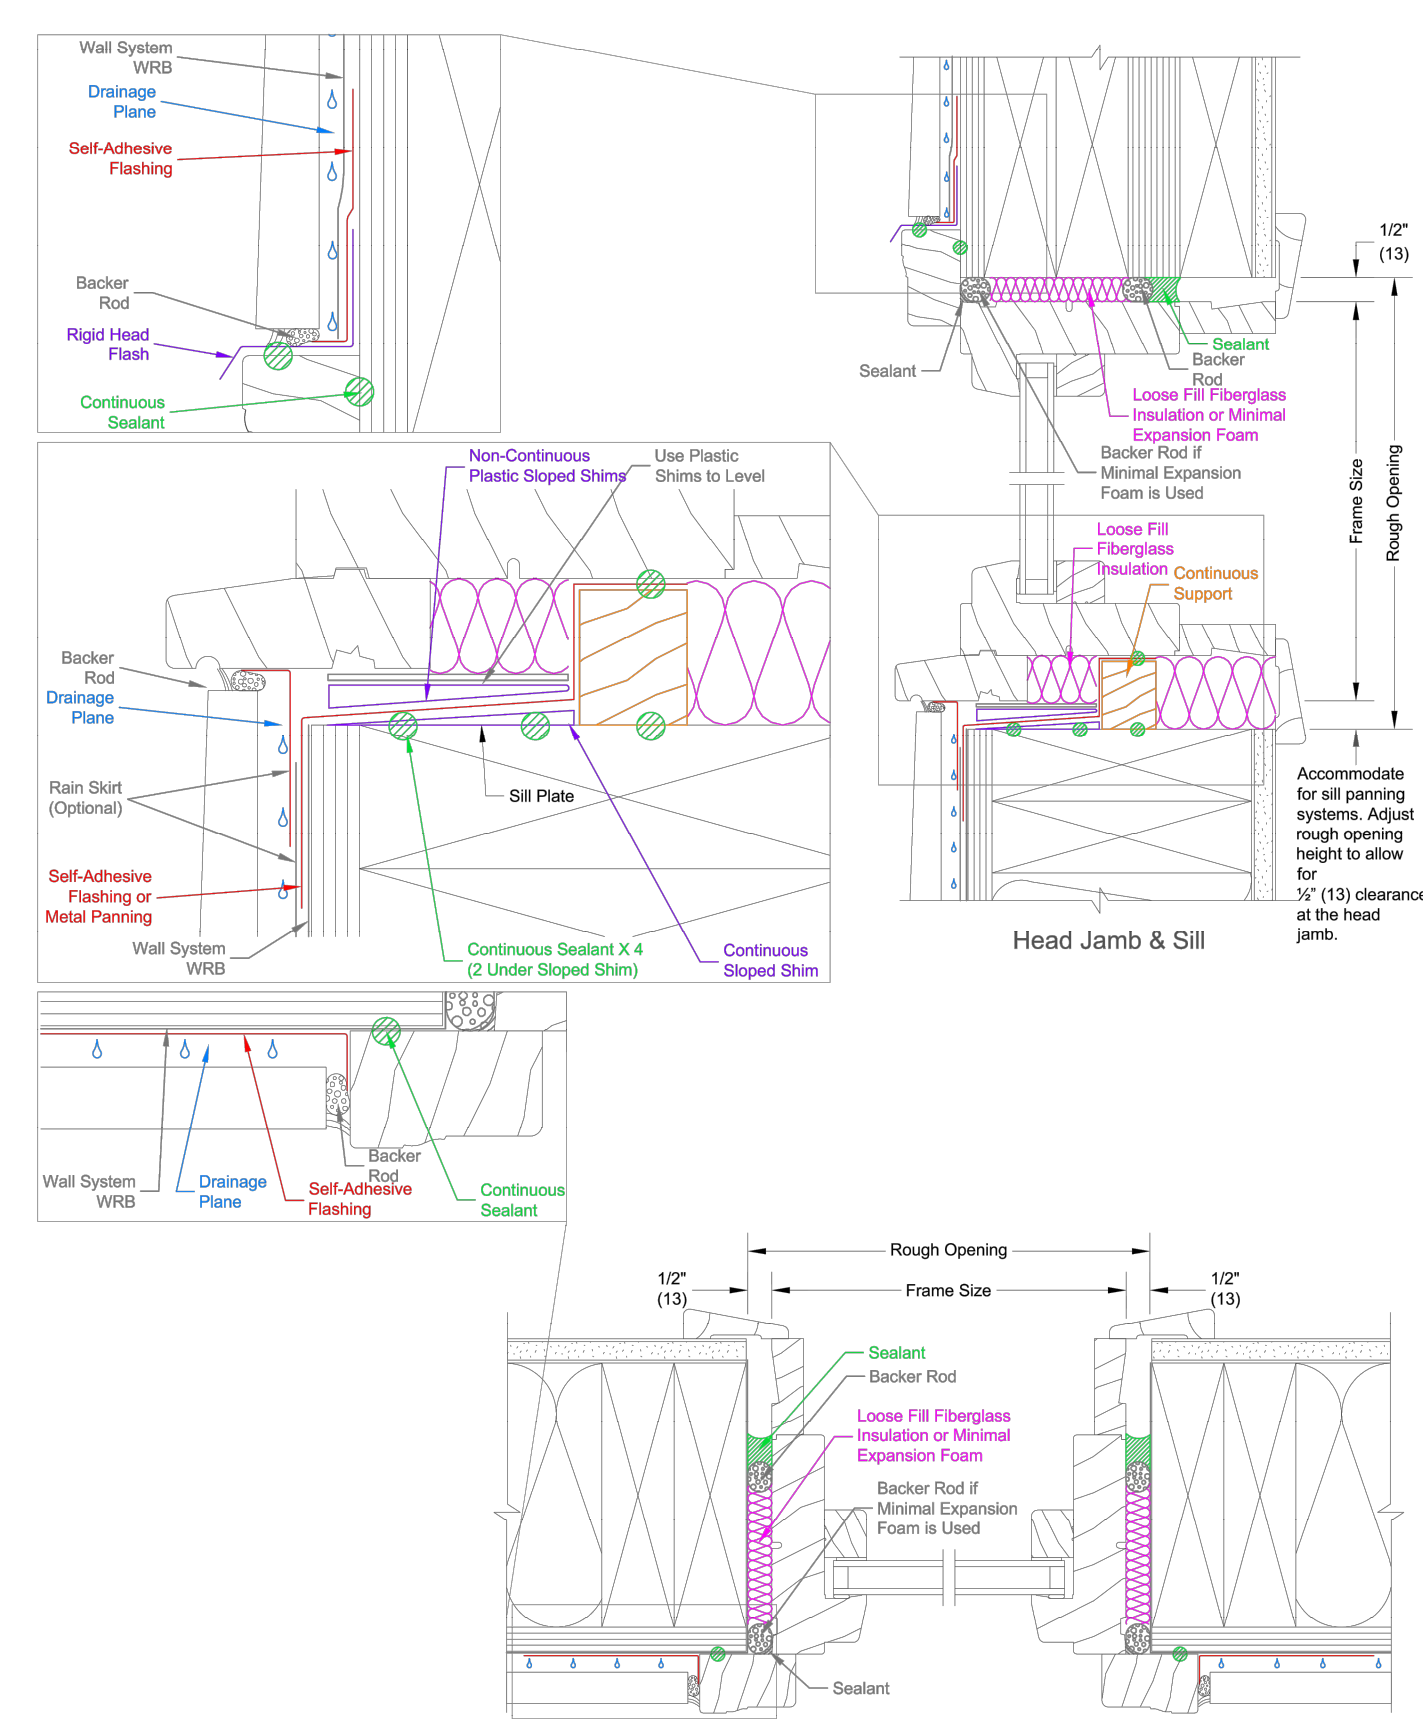 Wall System
WRB
Drainage
Plane
Self-Adhesive
Flashing
Backer
Rod
Rigid Head
Flash
Continuous
Sealant
1/2"
(13)
Sealant
Sealant
Backer
Rod
Loose Fill Fiberglass
Insulation or Minimal
Expansion Foam
Backer Rod if
Minimal Expansion
Foam is Used
Frame Size
Rough Opening
Loose Fill
Fiberglass
Insulation
Continuous
Support
Accommodate
for sill panning
systems. Adjust
rough opening
height to allow
for
½” (13) clearance
at the head
jamb.
Head Jamb & Sill
Non-Continuous
Plastic Sloped Shims
Use Plastic
Shims to Level
Backer
Rod
Drainage
Plane
Rain Skirt
(Optional)
Sill Plate
Self-Adhesive
Flashing or
Metal Panning
Wall System
WRB
Continuous Sealant X 4
(2 Under Sloped Shim)
Continuous
Sloped Shim
Wall System
WRB
Drainage
Plane
Self-Adhesive
Flashing
Backer
Rod
Continuous
Sealant
Rough Opening
1/2"
(13)
Frame Size
1/2"
(13)
Sealant
Backer Rod
Loose Fill Fiberglass
Insulation or Minimal
Expansion Foam
Backer Rod if
Minimal Expansion
Foam is Used
Sealant